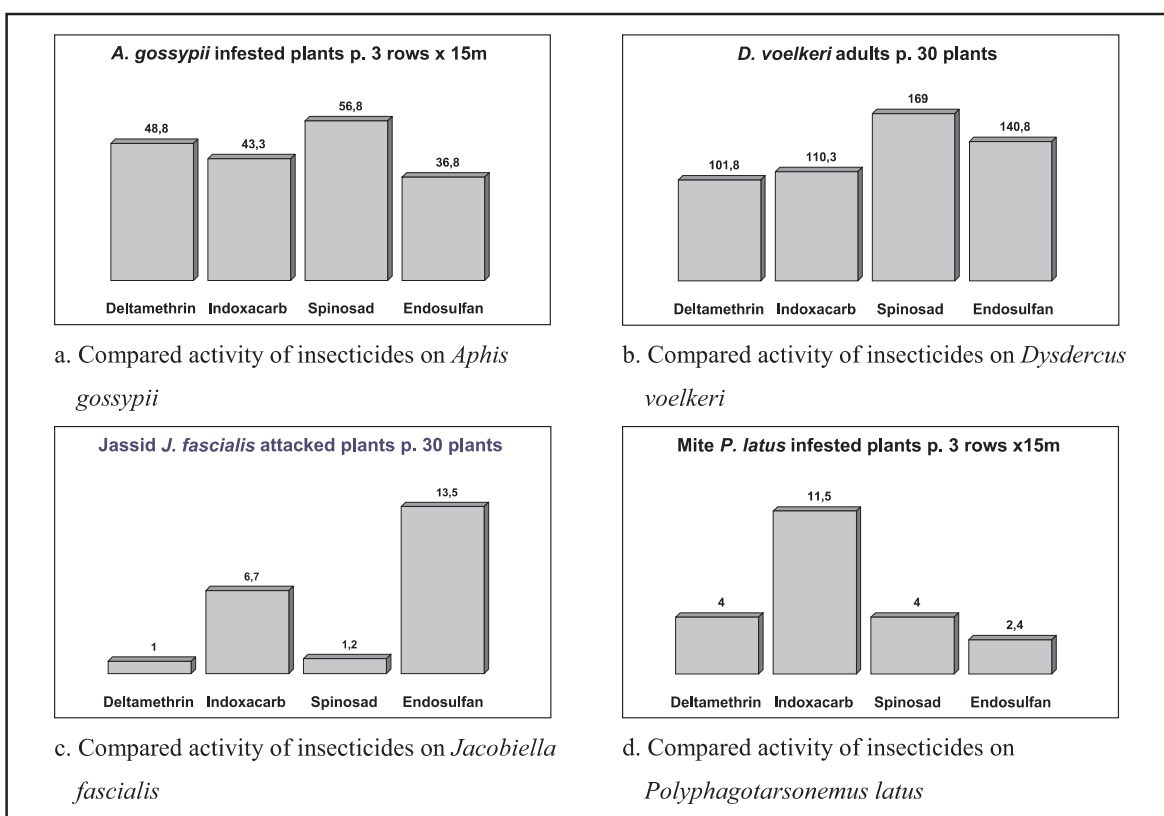 A. gossypii infested plants p. 3 rows x 15m
48,8
43,3
56,8
36,8
Deltamethrin Indoxacarb Spinosad Endosulfan
a. Compared activity of insecticides on Aphis
gossypii
D. voelkeri adults p. 30 plants
101,8
110,3
169
140,8
Deltamethrin Indoxacarb Spinosad Endosulfan
b. Compared activity of insecticides on Dysdercus
voelkeri
Jassid J. fascialis attacked plants p. 30 plants
1
6,7
1,2
13,5
Deltamethrin Indoxacarb Spinosad Endosulfan
c. Compared activity of insecticides on Jacobiella
fascialis
Mite P. latus infested plants p. 3 rows x15m
4
11,5
4
2,4
Deltamethrin Indoxacarb Spinosad Endosulfan
d. Compared activity of insecticides on
Polyphagotarsonemus latus